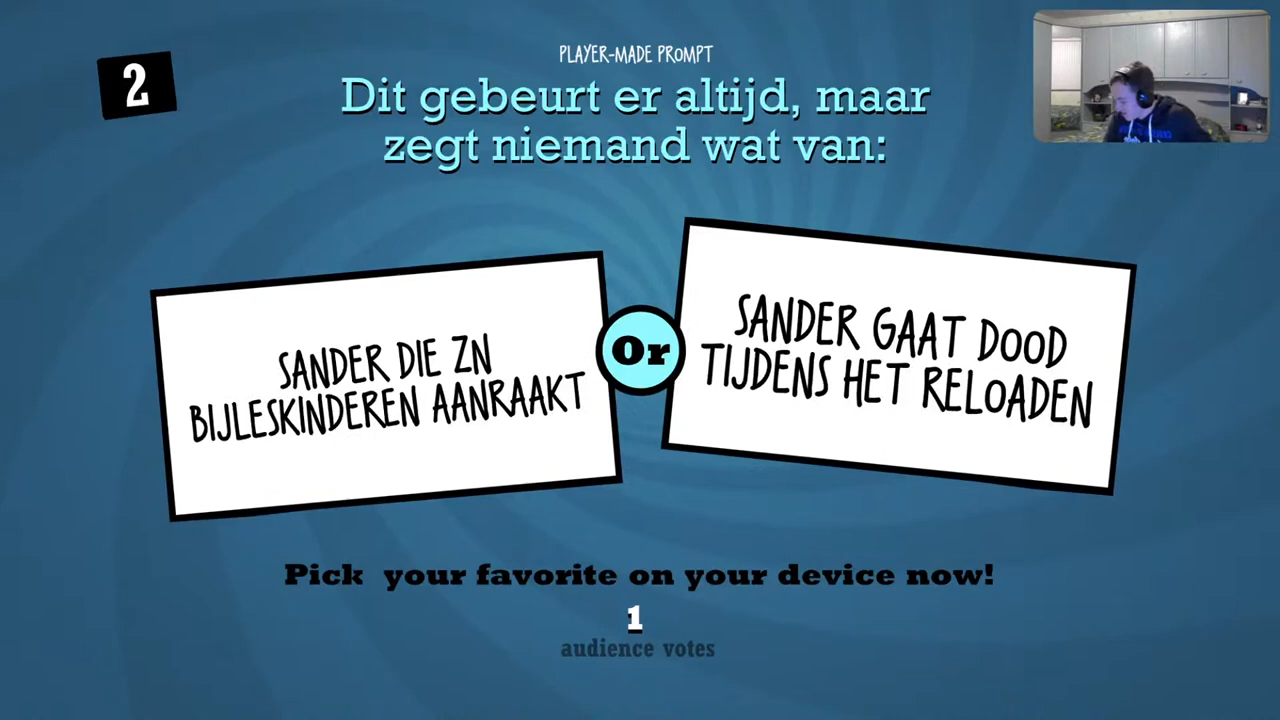 2
PLAYER-MADE PROMPT
Dit gebeurt er altijd, maar
zegt niemand wat van:
SANDER DIE ZN
BIJLESKINDEREN AANRAAKT
Or
SANDER GAAT DOOD
TIJDENS HET RELOADEN
Pick your favorite on your device now!
1
audience votes